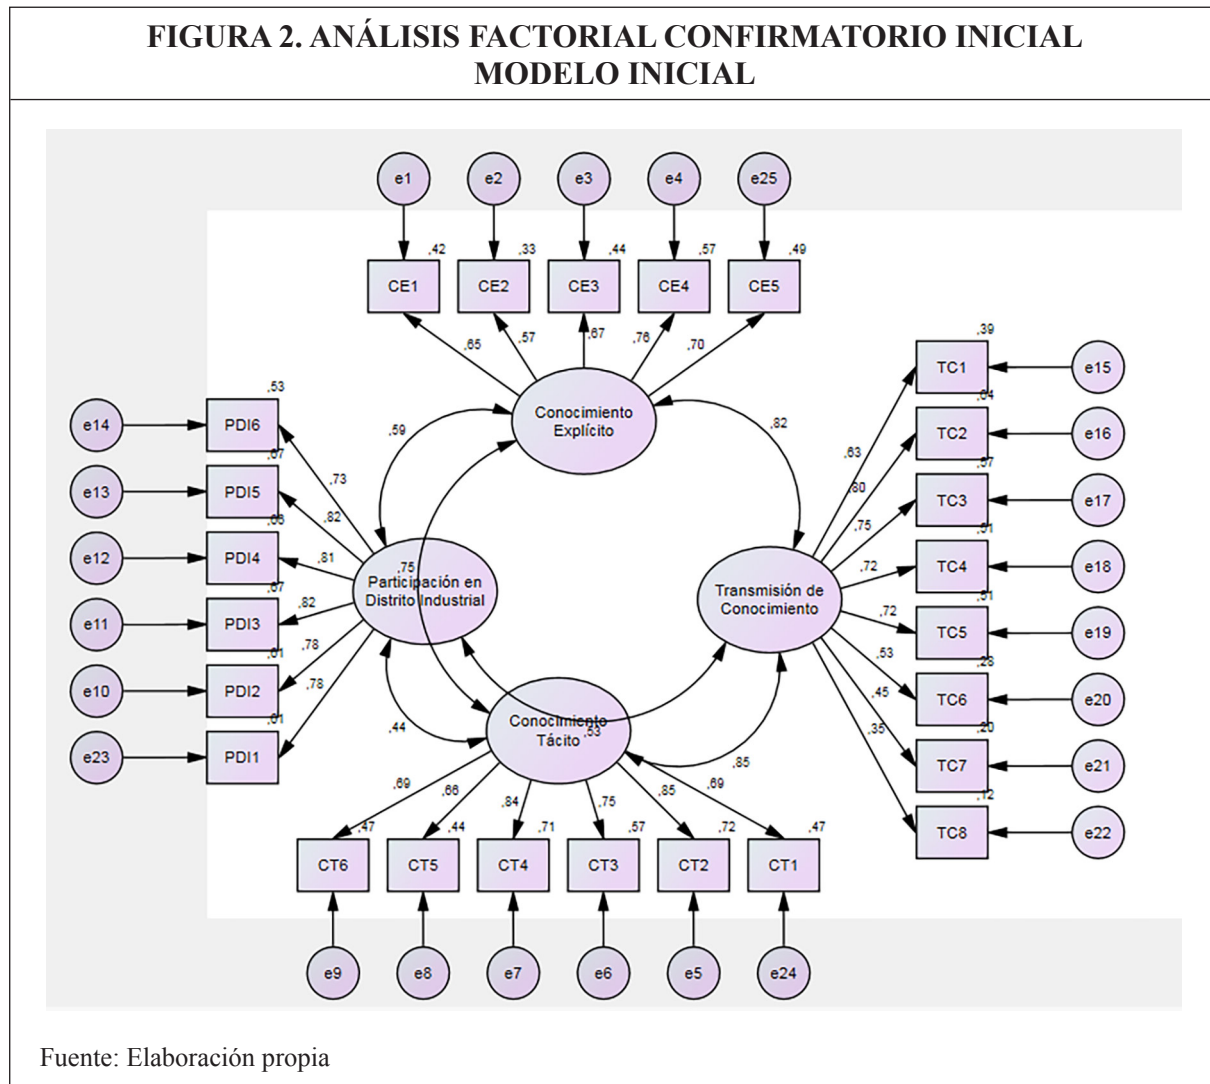 FIGURA 2. ANÁLISIS FACTORIAL CONFIRMATORIO INICIAL
MODELO INICIAL
e1 e2 e3 e4 e25
,42 ,33 ,44 ,57 ,49
CE1 CE2 CE3 CE4 CE5
,65 ,57 ,67 ,76 ,70
Conocimiento
Explícito
,59 ,82 ,75
e14 PDI6 ,53 ,73
e13 PDI5 ,67 ,82
e12 PDI4 ,81
e11 PDI3 ,67 ,82
e10 PDI2 ,61 ,78
e23 PDI1 ,61 ,78
Participación en
Distrito Industrial
Transmisión de
Conocimiento
,39 TC1 e15 ,63
,64 TC2 e16 ,80
,57 TC3 e17 ,75
,51 TC4 e18 ,72
,51 TC5 e19 ,72
,28 TC6 e20 ,53
,20 TC7 e21 ,45
,12 TC8 e22 ,35
Conocimiento
Tácito
,53
,44 ,85
,69 ,66 ,84 ,75 ,85 ,69
,47 ,44 ,71 ,57 ,72 ,47
CT6 CT5 CT4 CT3 CT2 CT1
e9 e8 e7 e6 e5 e24
Fuente: Elaboración propia